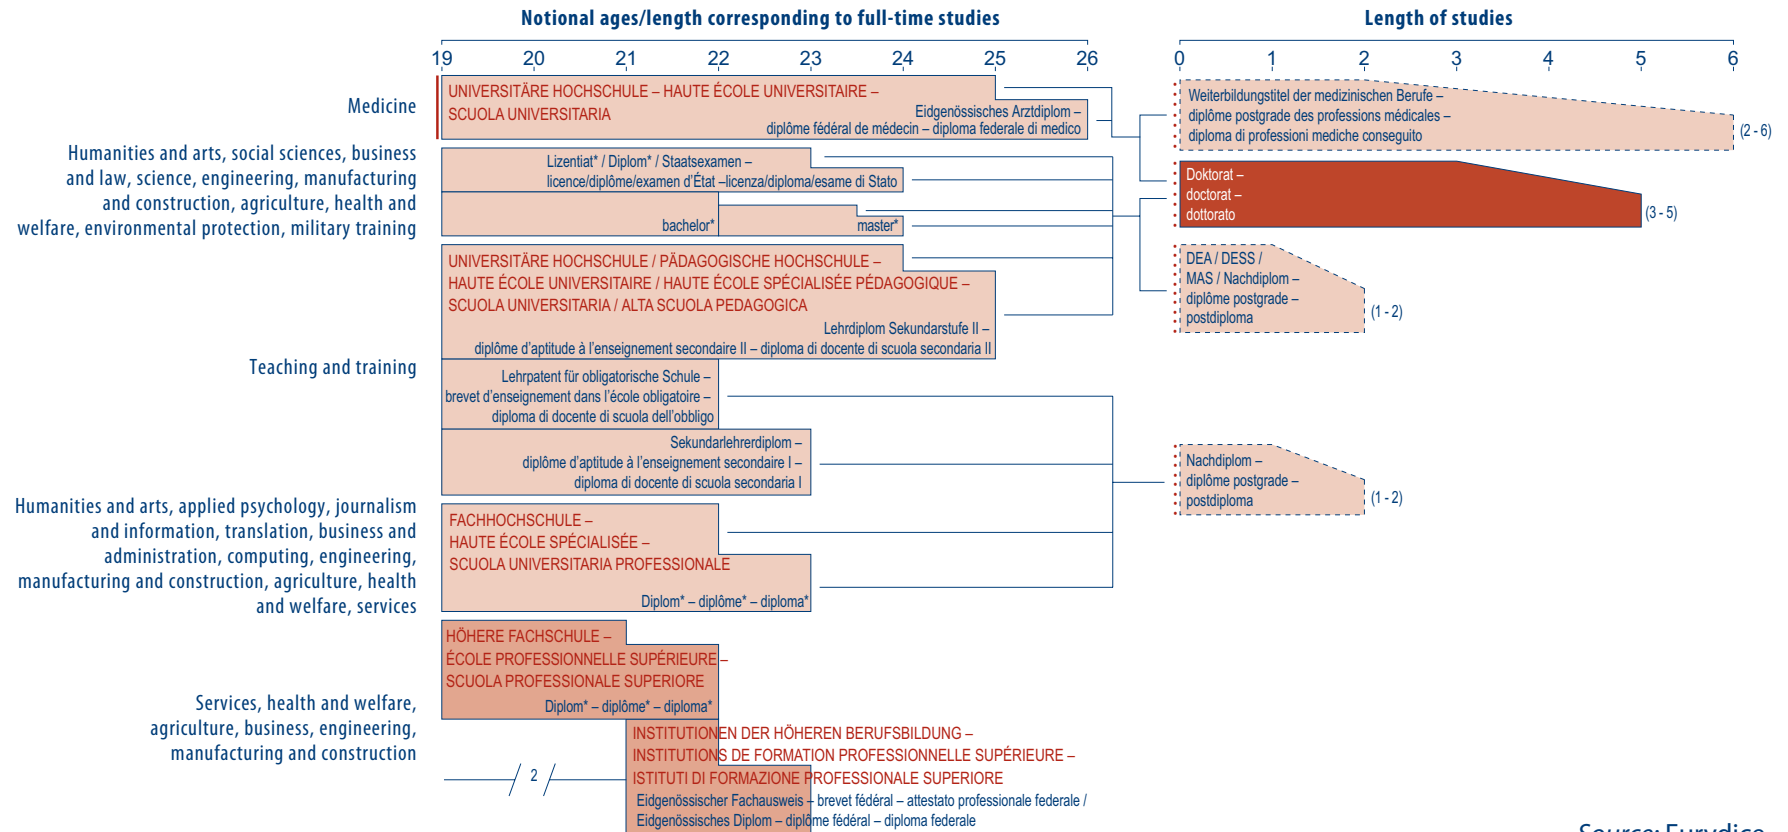 Notional ages/length corresponding to full-time studies
Length of studies
19 20 21 22 23 24 25 26
0 1 2 3 4 5 6
Medicine
UNIVERSITÄRE HOCHSCHULE – HAUTE ÉCOLE UNIVERSITAIRE –
SCUOLA UNIVERSITARIA
Eidgenössisches Arztdiplom –
diplôme fédéral de médecin – diploma federale di medico
Weiterbildungstitel der medizinischen Berufe –
diplôme postgrade des professions médicales –
diploma di professioni mediche conseguito
(2 - 6)
Humanities and arts, social sciences, business
and law, science, engineering, manufacturing
and construction, agriculture, health and
welfare, environmental protection, military training
Lizentiat* / Diplom* / Staatsexamen –
licence/diplôme/examen d'État –licenza/diploma/esame di Stato
bachelor*
master*
Doktorat –
doctorat –
dottorato
(3 - 5)
UNIVERSITÄRE HOCHSCHULE / PÄDAGOGISCHE HOCHSCHULE –
HAUTE ÉCOLE UNIVERSITAIRE / HAUTE ÉCOLE SPÉCIALISÉE PÉDAGOGIQUE –
SCUOLA UNIVERSITARIA / ALTA SCUOLA PEDAGOGICA
Lehrdiplom Sekundarstufe II –
diplôme d'aptitude à l'enseignement secondaire II – diploma di docente di scuola secondaria II
DEA / DESS /
MAS / Nachdiplom –
diplôme postgrade –
postdiploma
(1 - 2)
Teaching and training
Lehrpatent für obligatorische Schule –
brevet d'enseignement dans l'école obligatoire –
diploma di docente di scuola dell'obbligo
Sekundarlehrerdiplom –
diplôme d'aptitude à l'enseignement secondaire I –
diploma di docente di scuola secondaria I
Nachdiplom –
diplôme postgrade –
postdiploma
(1 - 2)
Humanities and arts, applied psychology, journalism
and information, translation, business and
administration, computing, engineering,
manufacturing and construction, agriculture, health
and welfare, services
FACHHOCHSCHULE –
HAUTE ÉCOLE SPÉCIALISÉE –
SCUOLA UNIVERSITARIA PROFESSIONALE
Diplom* – diplôme* – diploma*
HÖHERE FACHSCHULE –
ÉCOLE PROFESSIONNELLE SUPÉRIEURE –
SCUOLA PROFESSIONALE SUPERIORE
Diplom* – diplôme* – diploma*
Services, health and welfare,
agriculture, business, engineering,
manufacturing and construction
2
INSTITUTIONEN DER HÖHEREN BERUFSBILDUNG –
INSTITUTIONS DE FORMATION PROFESSIONNELLE SUPÉRIEURE –
ISTITUTI DI FORMAZIONE PROFESSIONALE SUPERIORE
Eidgenössischer Fachausweis – brevet fédéral – attestato professionale federale /
Eidgenössisches Diplom – diplôme fédéral – diploma federale
Source: Eurydice